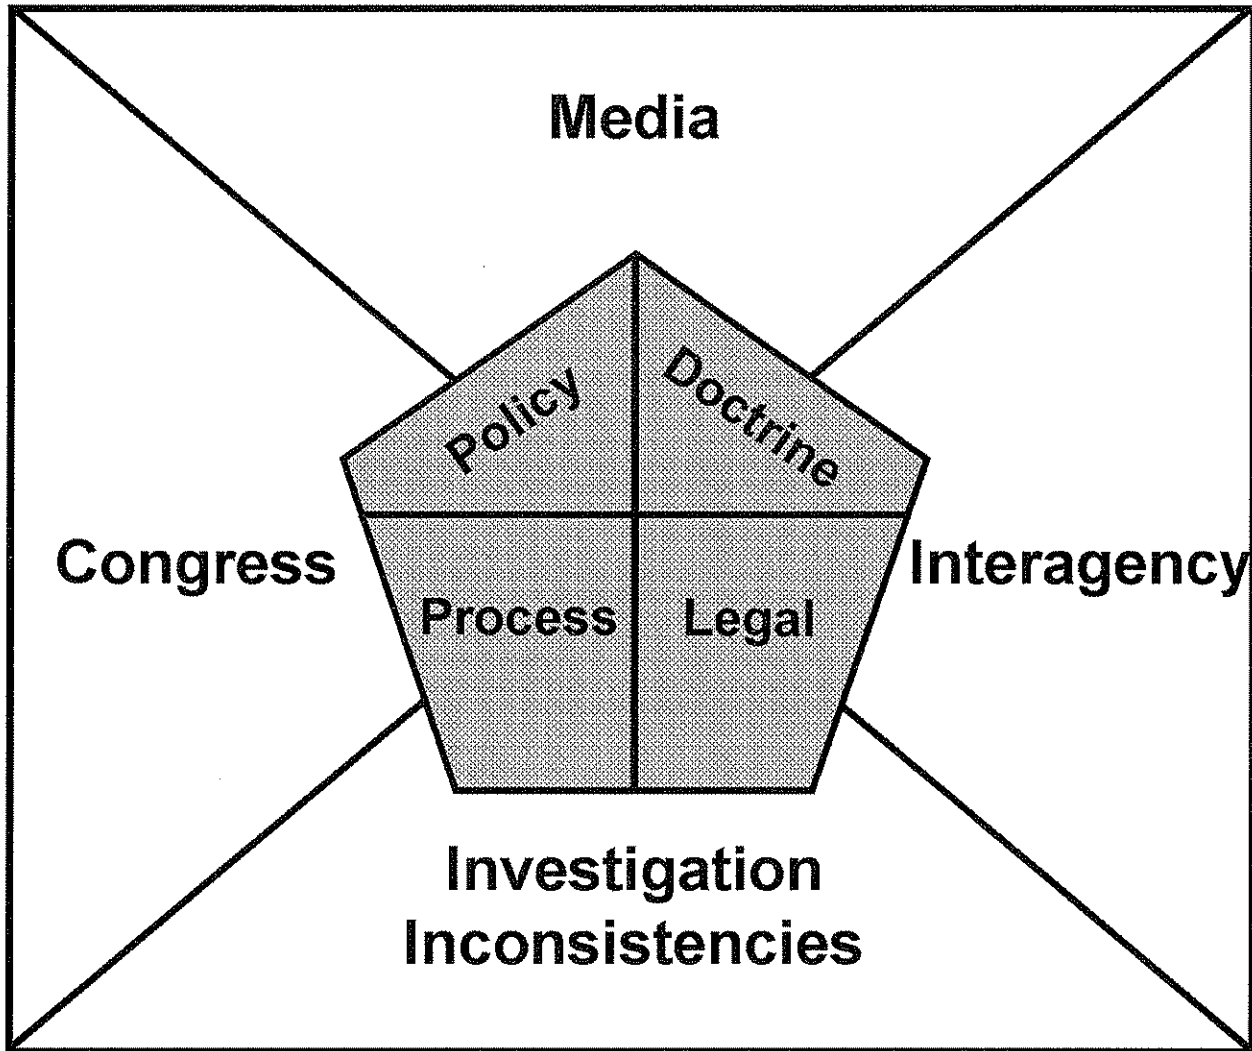 Media
Policy
Doctrine
Congress
Interagency
Process
Legal
Investigation
Inconsistencies